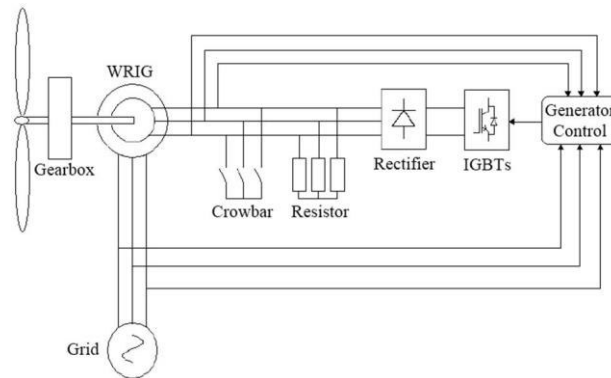 WRIG
Gearbox
Crowbar
Resistor
Rectifier
IGBTs
Generator
Control
Grid